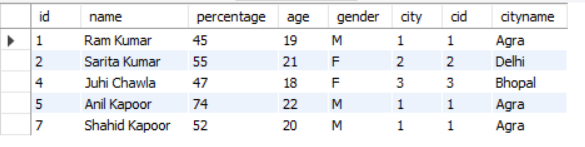 id name percentage age gender city cid cityname
1 Ram Kumar 45 19 M 1 1 Agra
2 Sarita Kumar 55 21 F 2 2 Delhi
4 Juhi Chawla 47 18 F 3 3 Bhopal
5 Anil Kapoor 74 22 M 1 1 Agra
7 Shahid Kapoor 52 20 M 1 1 Agra